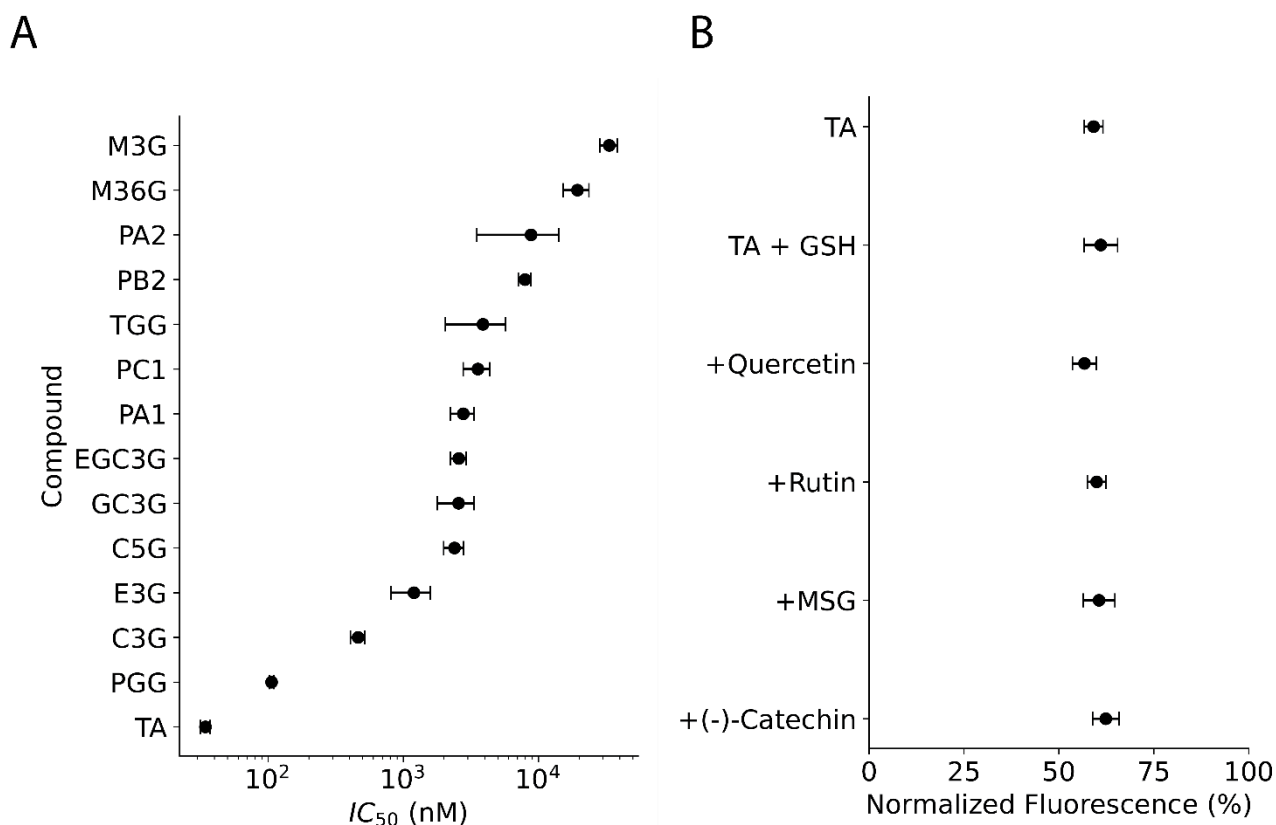 A
Compound
M3G
M36G
PA2
PB2
TGG
PC1
PA1
EGC3G
GC3G
C5G
E3G
C3G
PGG
TA
10²
10³
10⁴
IC₅₀ (nM)
B
TA
TA + GSH
+Quercetin
+Rutin
+MSG
+(-)-Catechin
0 25 50 75 100
Normalized Fluorescence (%)